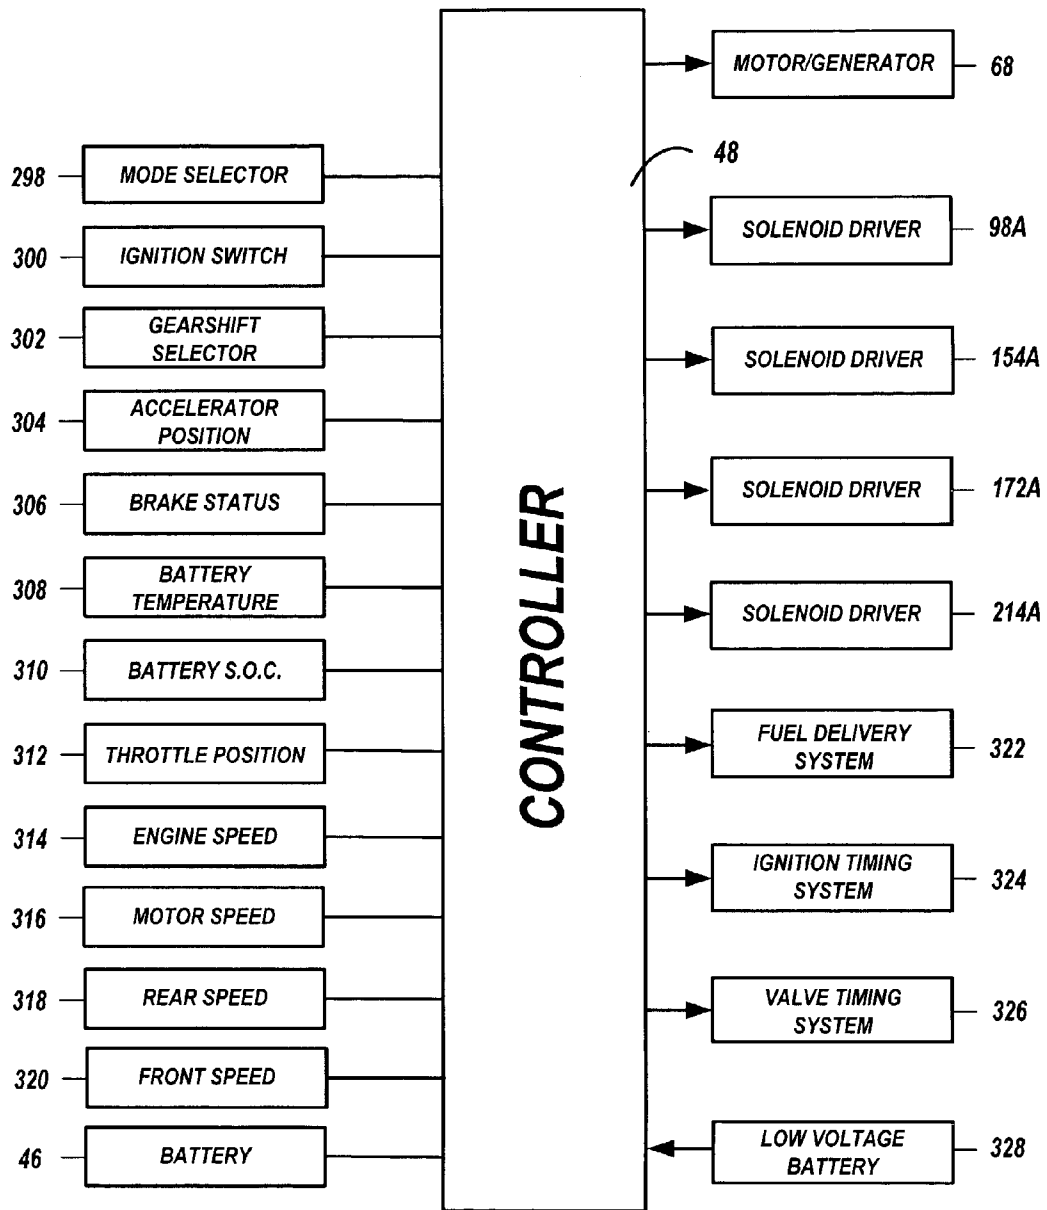 298
MODE SELECTOR
300
IGNITION SWITCH
302
GEARSHIFT
SELECTOR
304
ACCELERATOR
POSITION
306
BRAKE STATUS
308
BATTERY
TEMPERATURE
310
BATTERY S.O.C.
312
THROTTLE POSITION
314
ENGINE SPEED
316
MOTOR SPEED
318
REAR SPEED
320
FRONT SPEED
46
BATTERY
CONTROLLER
48
MOTOR/GENERATOR
68
SOLENOID DRIVER
98A
SOLENOID DRIVER
154A
SOLENOID DRIVER
172A
SOLENOID DRIVER
214A
FUEL DELIVERY
SYSTEM
322
IGNITION TIMING
SYSTEM
324
VALVE TIMING
SYSTEM
326
LOW VOLTAGE
BATTERY
328